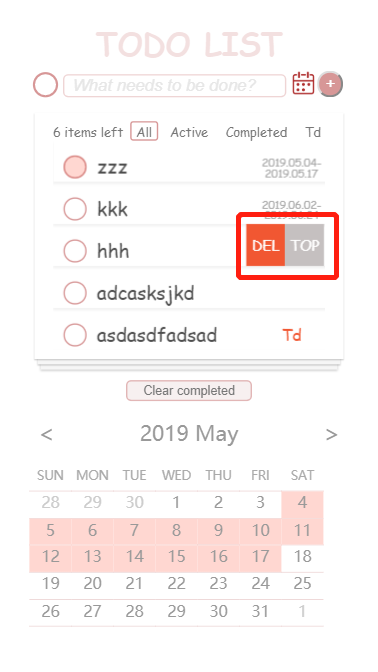 TODO LIST
What needs to be done?
+
6 items left All Active Completed Td
zzz 2019.05.04-
2019.05.17
kkk 2019.06.02-
hhh DEL TOP
adcasksjkd
asdasdfadsad Td
Clear completed
< 2019 May >
SUN MON TUE WED THU FRI SAT
28 29 30 1 2 3 4
5 6 7 8 9 10 11
12 13 14 15 16 17 18
19 20 21 22 23 24 25
26 27 28 29 30 31 1